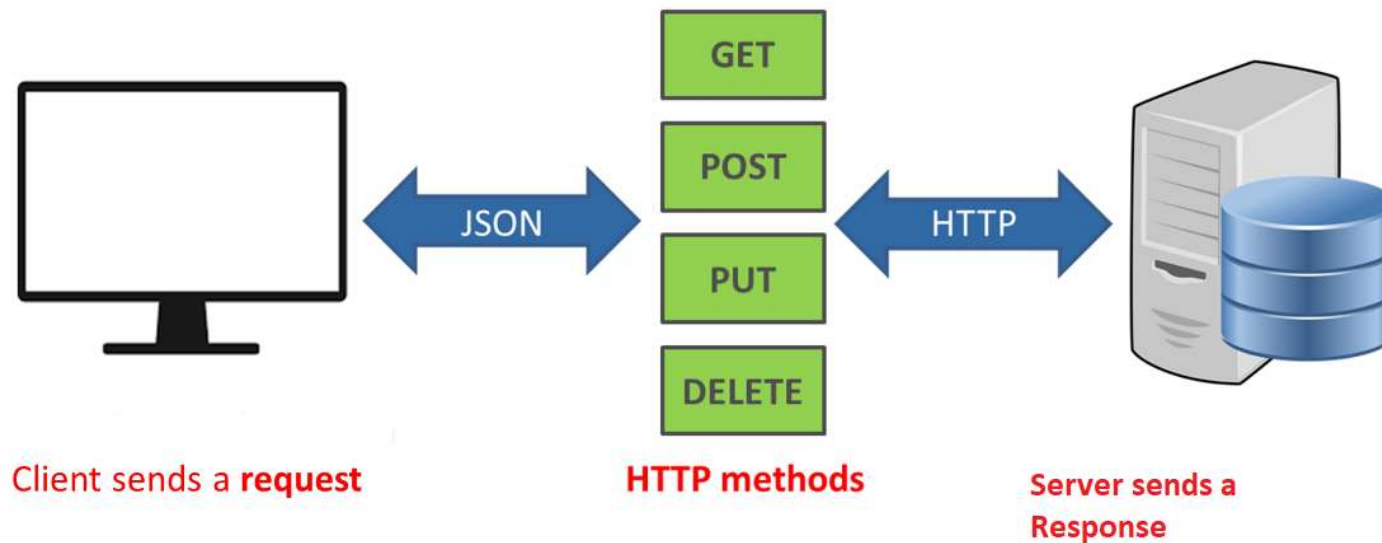 GET
POST
JSON
HTTP
PUT
DELETE
Client sends a request
HTTP methods
Server sends a
Response